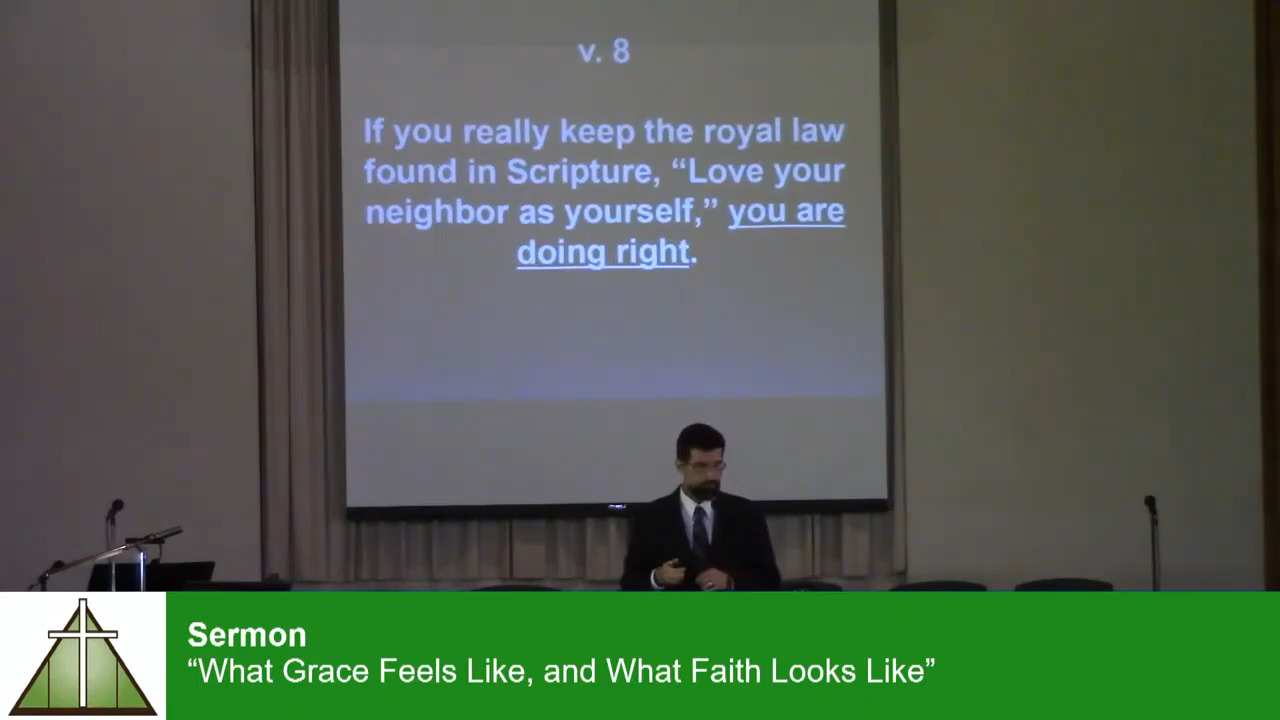 v. 8
If you really keep the royal law
found in Scripture, “Love your
neighbor as yourself,” you are
doing right.
Sermon
“What Grace Feels Like, and What Faith Looks Like”